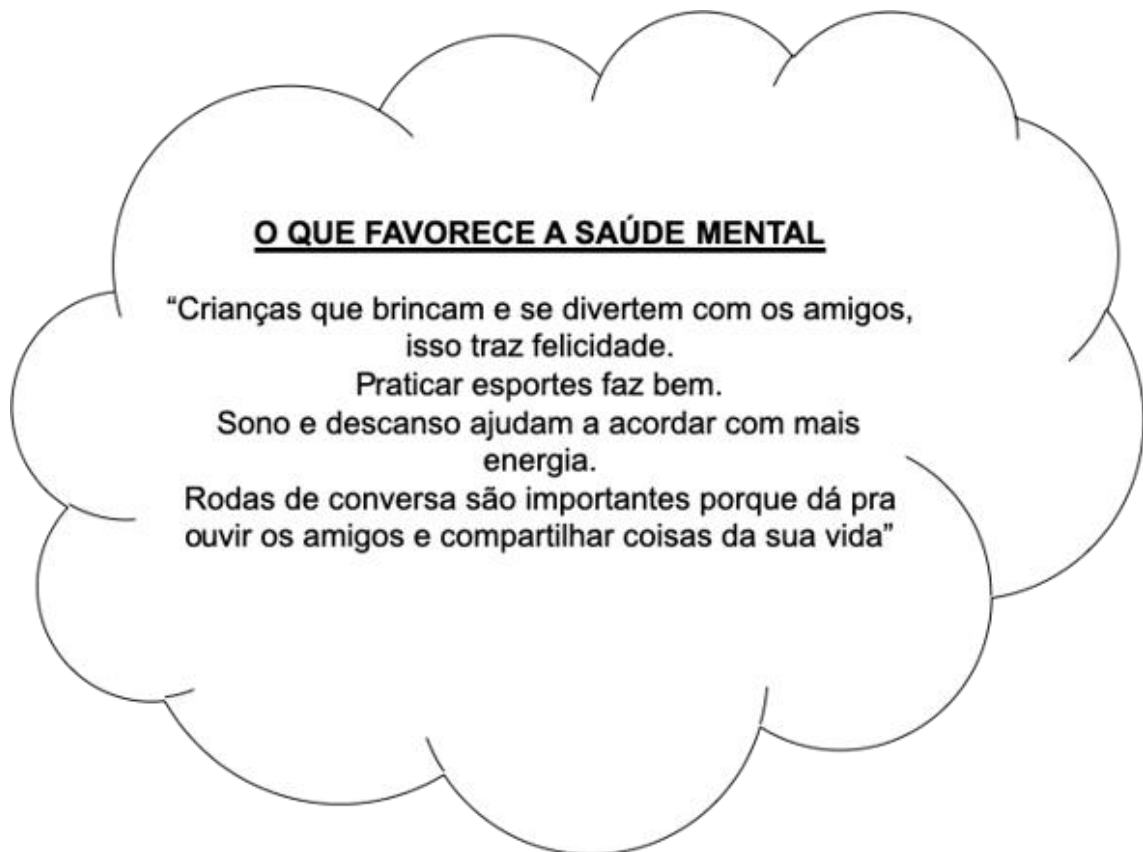 O QUE FAVORECE A SAÚDE MENTAL
“Crianças que brincam e se divertem com os amigos,
isso traz felicidade.
Praticar esportes faz bem.
Sono e descanso ajudam a acordar com mais
energia.
Rodas de conversa são importantes porque dá pra
ouvir os amigos e compartilhar coisas da sua vida”